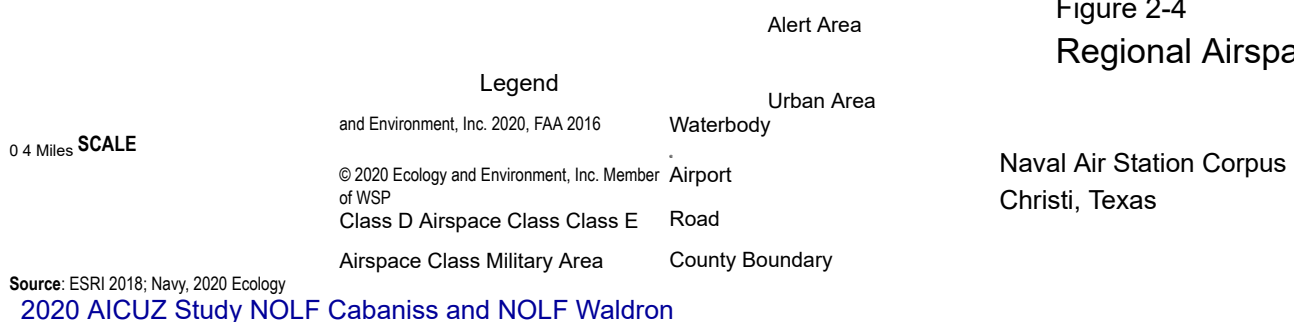 Alert Area
Figure 2-4
Regional
Legend
Urban Area
and Environment, Inc. 2020, FAA 2016
Waterbody
0 4 Miles SCALE
© 2020 Ecology and Environment, Inc. Member
of WSP
Airport
Naval Air Station Corpus
Christi, Texas
Class D Airspace Class Class E
Road
Airspace Class Military Area
County Boundary
Source: ESRI 2018; Navy, 2020 Ecology
2020 AICUZ Study NOLF Cabaniss and NOLF Waldron